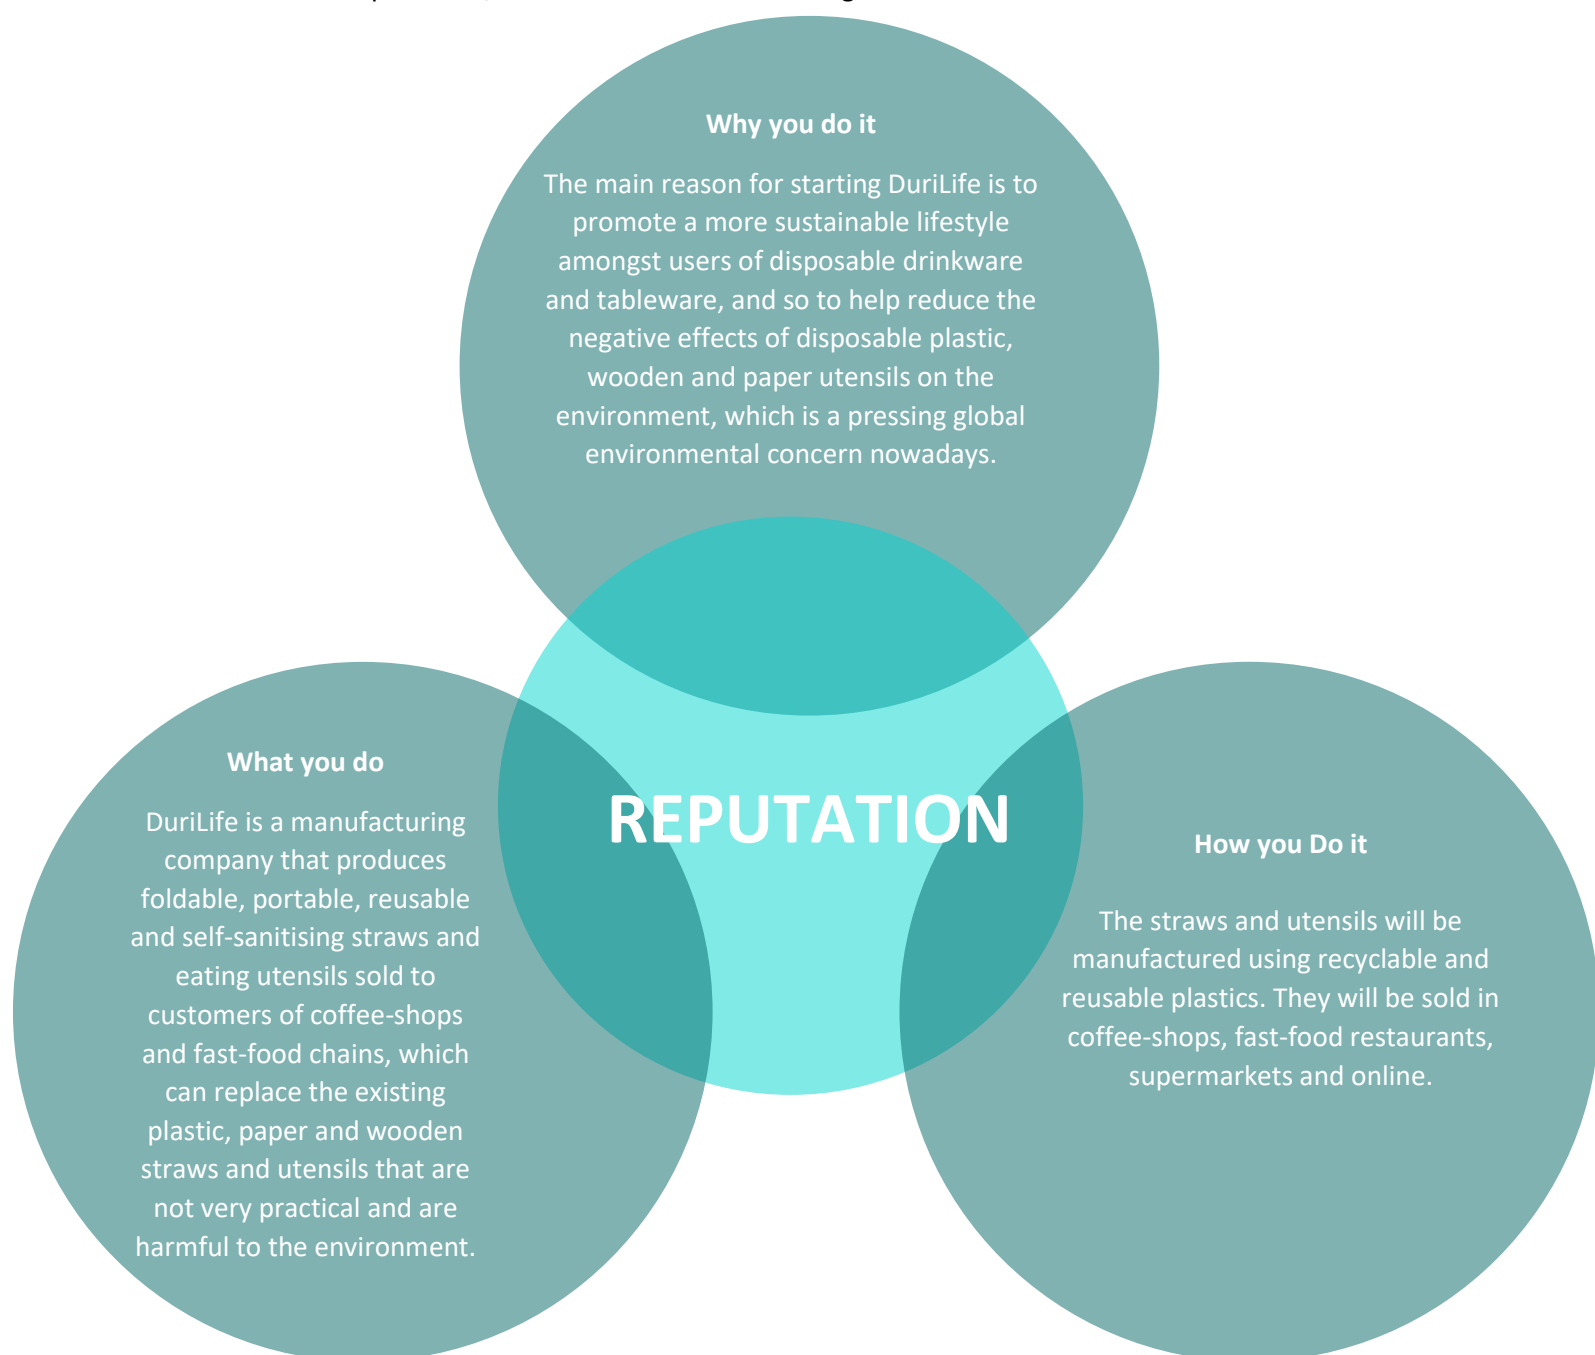 Why you do it
The main reason for starting DuriLife is to
promote a more sustainable lifestyle
amongst users of disposable drinkware
and tableware, and so to help reduce the
negative effects of disposable plastic,
wooden and paper utensils on the
environment, which is a pressing global
environmental concern nowadays.
REPUTATION
What you do
DuriLife is a manufacturing
company that produces
foldable, portable, reusable
and self-sanitising straws and
eating utensils sold to
customers of coffee-shops
and fast-food chains, which
can replace the existing
plastic, paper and wooden
straws and utensils that are
not very practical and are
harmful to the environment.
How you Do it
The straws and utensils will be
manufactured using recyclable and
reusable plastics. They will be sold in
coffee-shops, fast-food restaurants,
supermarkets and online.